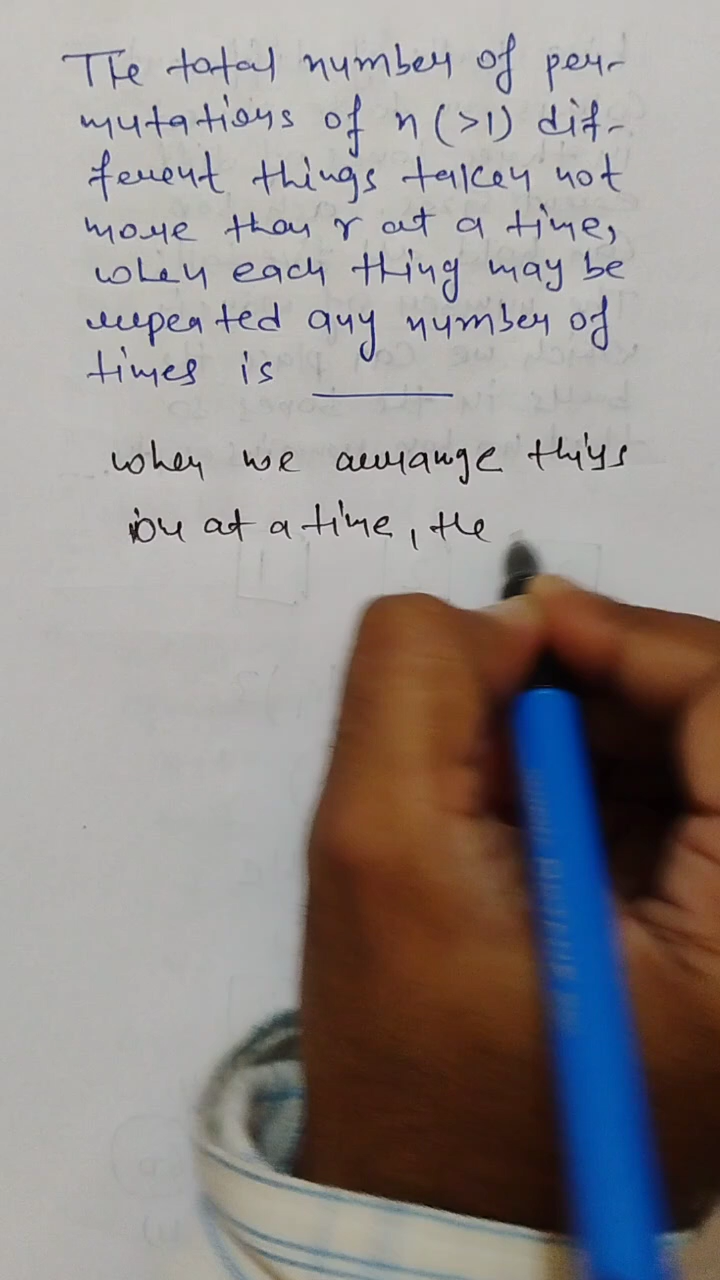 The total number of per-
mutations of n (>1) dif-
ferent things taken not
more than r at a time,
when each thing may be
repeated any number of
times is ______
when we arrange things
one at a time, the